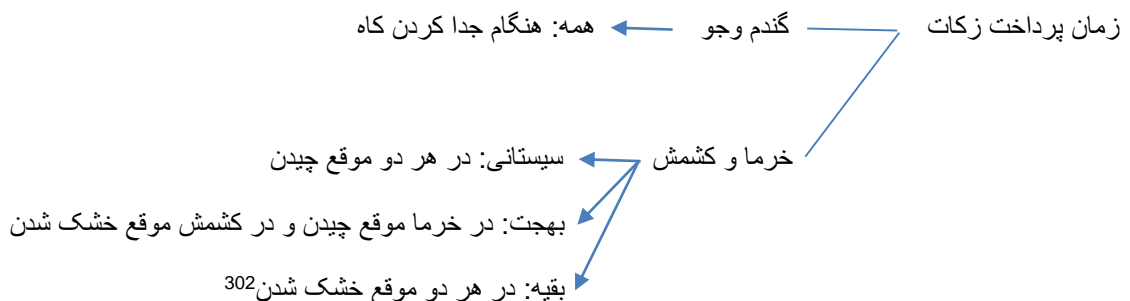 زمان پرداخت زکات گندم وجو همه: هنگام جدا کردن کاه
خرما و کشمش سیستانی: در هر دو موقع چیدن
بهجت: در خرما موقع چیدن و در کشمش موقع خشک شدن
بقیه: در هر دو موقع خشک شدن302